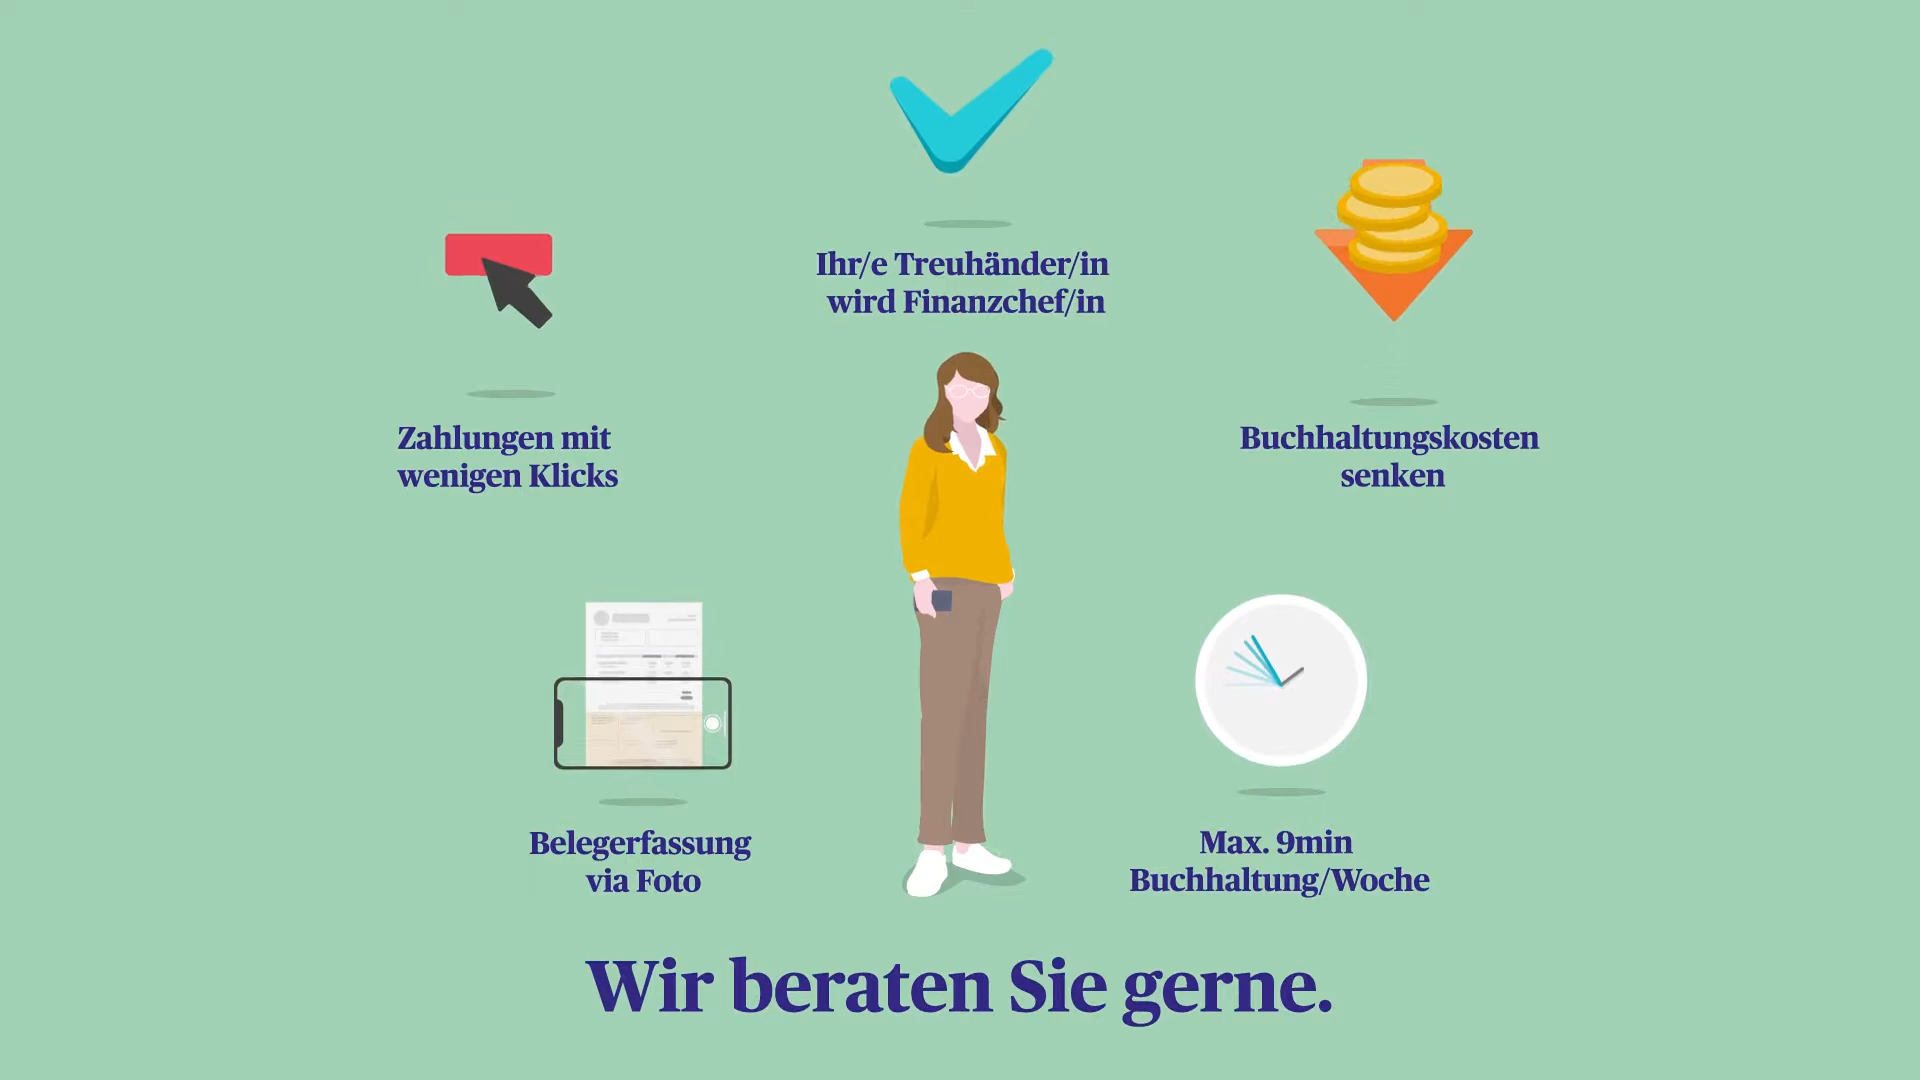 Ihr/e Treuhänder/in
wird Finanzchef/in
Zahlungen mit
wenigen Klicks
Buchhaltungskosten
senken
Belegerfassung
via Foto
Max. 9min
Buchhaltung/Woche
Wir beraten Sie gerne.